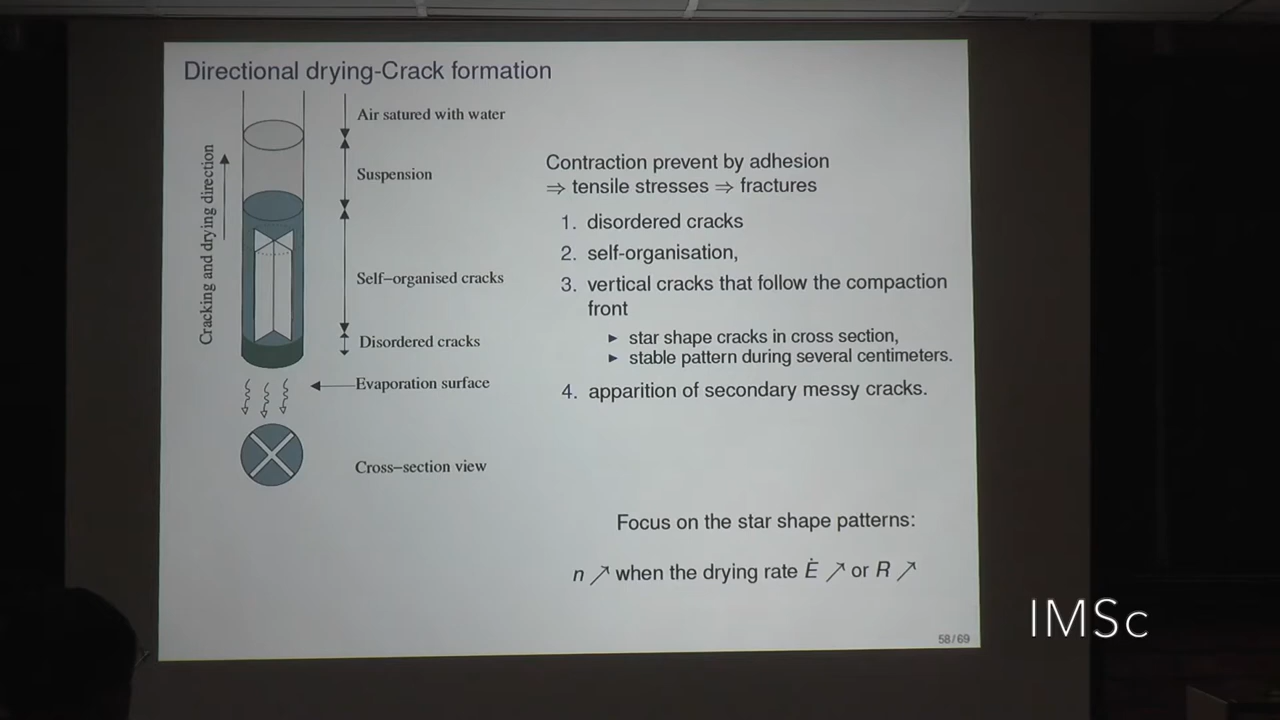 Directional drying-Crack formation
Cracking and drying direction
Air satured with water
Suspension
Self–organised cracks
Disordered cracks
Evaporation surface
Cross–section view
Contraction prevent by adhesion
⇒ tensile stresses ⇒ fractures
1. disordered cracks
2. self-organisation,
3. vertical cracks that follow the compaction
front
► star shape cracks in cross section,
► stable pattern during several centimeters.
4. apparition of secondary messy cracks.
Focus on the star shape patterns:
n ↗ when the drying rate Ė ↗ or R ↗
58/69
IMSc